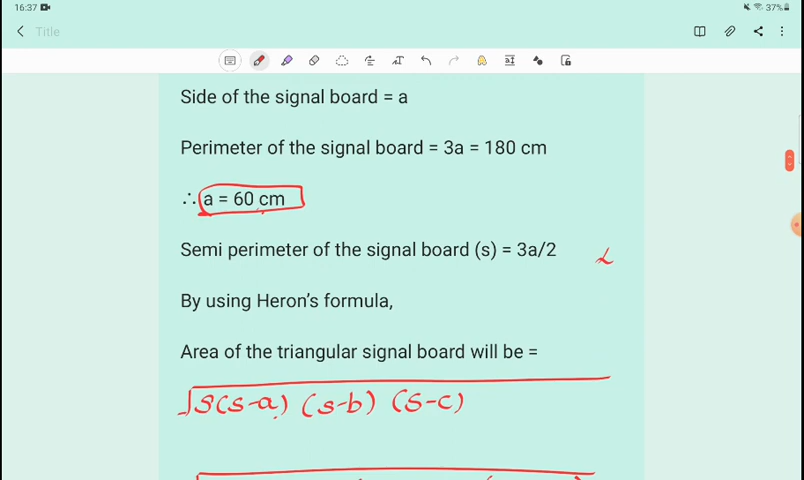 16:37 37%
Title
Side of the signal board = a
Perimeter of the signal board = 3a = 180 cm
∴ a = 60 cm
Semi perimeter of the signal board (s) = 3a/2
By using Heron’s formula,
Area of the triangular signal board will be =
√S(s-a) (s-b) (s-c)